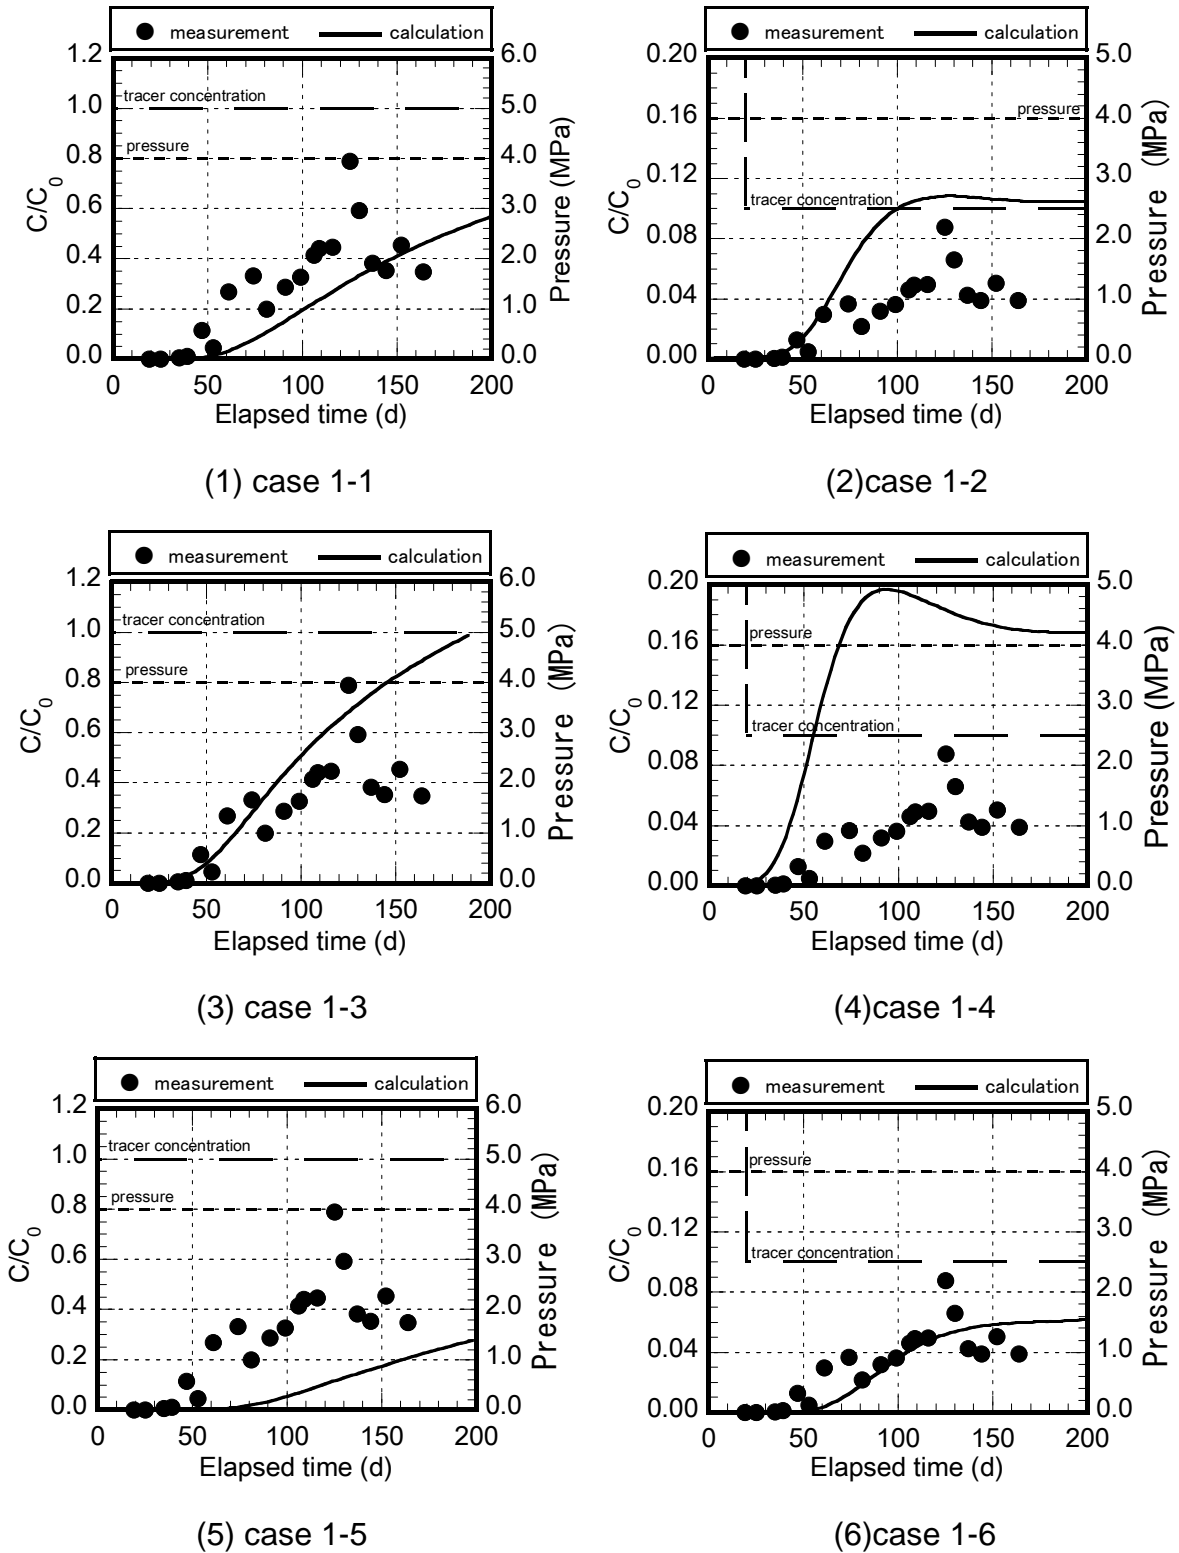 measurement calculation
1.2 1.0 0.8 0.6 0.4 0.2 0.0
C/C0
tracer concentration
pressure
6.0 5.0 4.0 3.0 2.0 1.0 0.0
Pressure (MPa)
0 50 100 150 200
Elapsed time (d)
(1) case 1-1
measurement calculation
0.20 0.16 0.12 0.08 0.04 0.00
C/C0
pressure
tracer concentration
5.0 4.0 3.0 2.0 1.0 0.0
Pressure (MPa)
0 50 100 150 200
Elapsed time (d)
(2)case 1-2
measurement calculation
1.2 1.0 0.8 0.6 0.4 0.2 0.0
C/C0
tracer concentration
pressure
6.0 5.0 4.0 3.0 2.0 1.0 0.0
Pressure (MPa)
0 50 100 150 200
Elapsed time (d)
(3) case 1-3
measurement calculation
0.20 0.16 0.12 0.08 0.04 0.00
C/C0
pressure
tracer concentration
5.0 4.0 3.0 2.0 1.0 0.0
Pressure (MPa)
0 50 100 150 200
Elapsed time (d)
(4)case 1-4
measurement calculation
1.2 1.0 0.8 0.6 0.4 0.2 0.0
C/C0
tracer concentration
pressure
6.0 5.0 4.0 3.0 2.0 1.0 0.0
Pressure (MPa)
0 50 100 150 200
Elapsed time (d)
(5) case 1-5
measurement calculation
0.20 0.16 0.12 0.08 0.04 0.00
C/C0
pressure
tracer concentration
5.0 4.0 3.0 2.0 1.0 0.0
Pressure (MPa)
0 50 100 150 200
Elapsed time (d)
(6)case 1-6